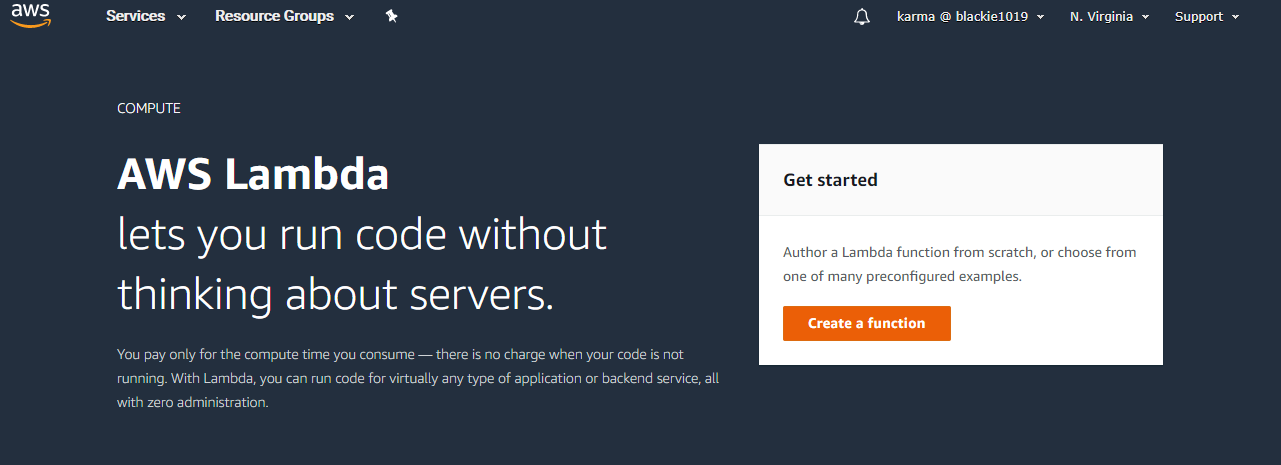 aws Services Resource Groups karma @ blackie1019 N. Virginia Support
COMPUTE
AWS Lambda
lets you run code without
thinking about servers.
You pay only for the compute time you consume — there is no charge when your code is not
running. With Lambda, you can run code for virtually any type of application or backend service, all
with zero administration.
Get started
Author a Lambda function from scratch, or choose from
one of many preconfigured examples.
Create a function